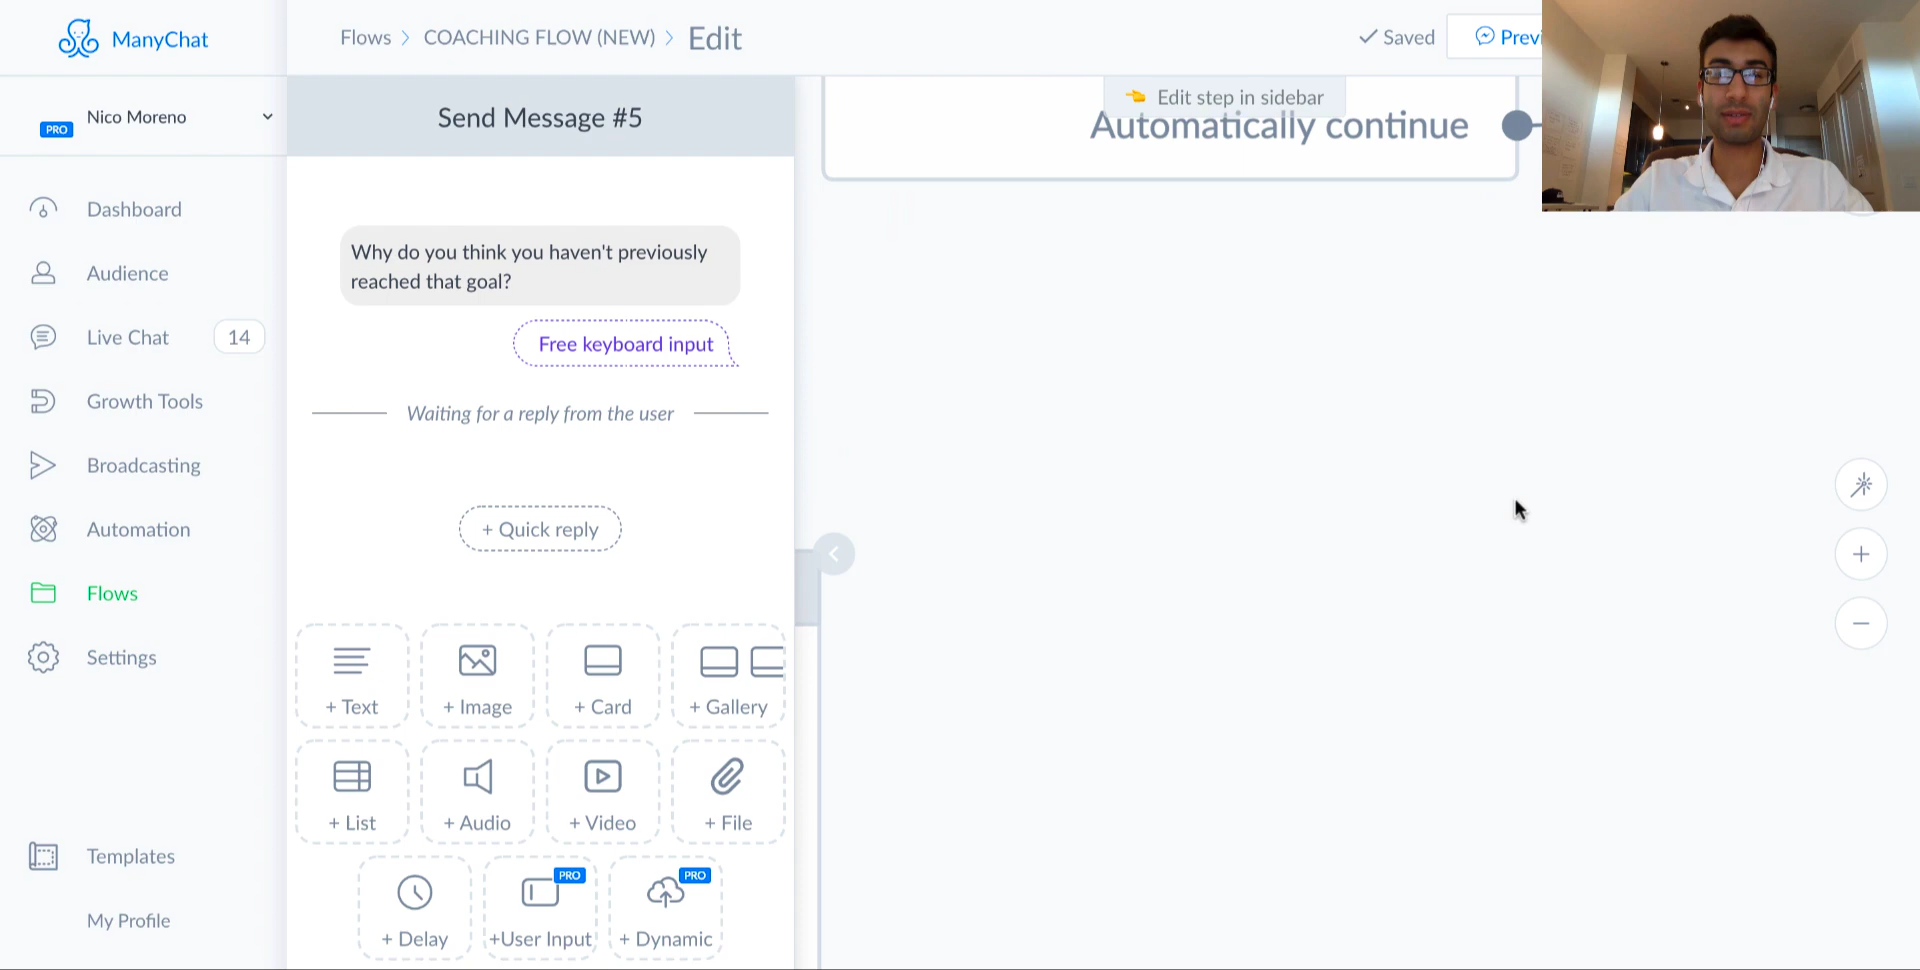 ManyChat
Flows
COACHING FLOW (NEW)
Edit
Saved
Nico Moreno
PRO
Dashboard
Audience
Live Chat
14
Growth Tools
Broadcasting
Automation
Flows
Settings
Templates
My Profile
Send Message #5
Why do you think you haven't previously
reached that goal?
Free keyboard input
Waiting for a reply from the user
+ Quick reply
+ Text
+ Image
+ Card
+ Gallery
+ List
+ Audio
+ Video
+ File
+ Delay
PRO
+User Input
PRO
+ Dynamic
Edit step in sidebar
Automatically continue